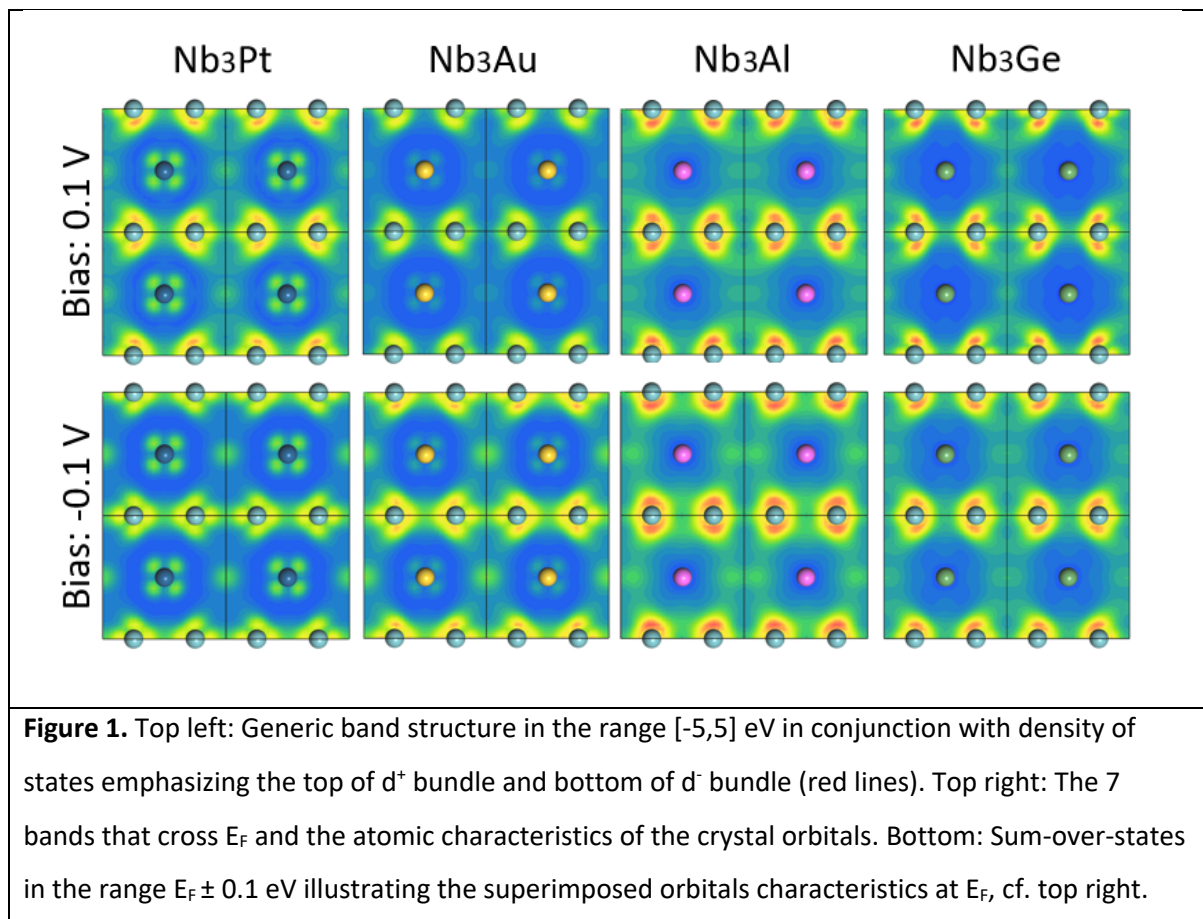 Nb3Pt Nb3Au Nb3Al Nb3Ge
Bias: 0.1 V
Bias: -0.1 V
Figure 1. Top left: Generic band structure in the range [-5,5] eV in conjunction with density of
states emphasizing the top of d⁺ bundle and bottom of d⁻ bundle (red lines). Top right: The 7
bands that cross E_F and the atomic characteristics of the crystal orbitals. Bottom: Sum-over-states
in the range E_F ± 0.1 eV illustrating the superimposed orbitals characteristics at E_F, cf. top right.